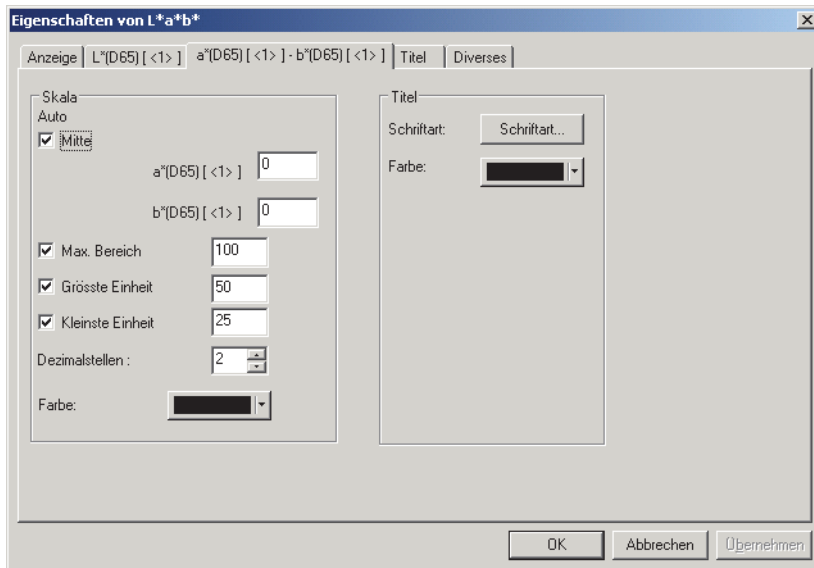 Eigenschaften von L*a*b*
Anzeige L*(D65) [ <1> ] a*(D65) [ <1> ] - b*(D65) [ <1> ] Titel Diverses
Skala
Auto
Mitte
a*(D65) [ <1> ] 0
b*(D65) [ <1> ] 0
Max. Bereich 100
Grösste Einheit 50
Kleinste Einheit 25
Dezimalstellen : 2
Farbe:
Titel
Schriftart: Schriftart...
Farbe:
OK Abbrechen Übernehmen